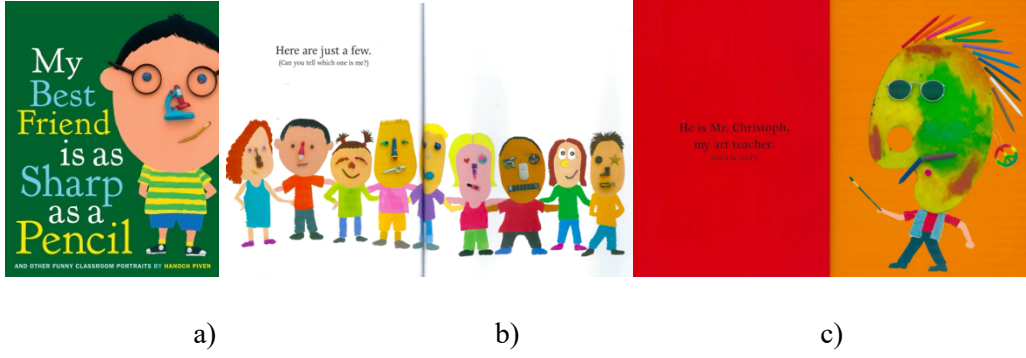 My
Best
Friend
is as
Sharp
as a
Pencil
AND OTHER FUNNY CLASSROOM PORTRAITS BY HANOCH PIVEN
Here are just a few.
(Can you tell which one is me?)
He is Mr. Christoph,
my art teacher.
a)
b)
c)